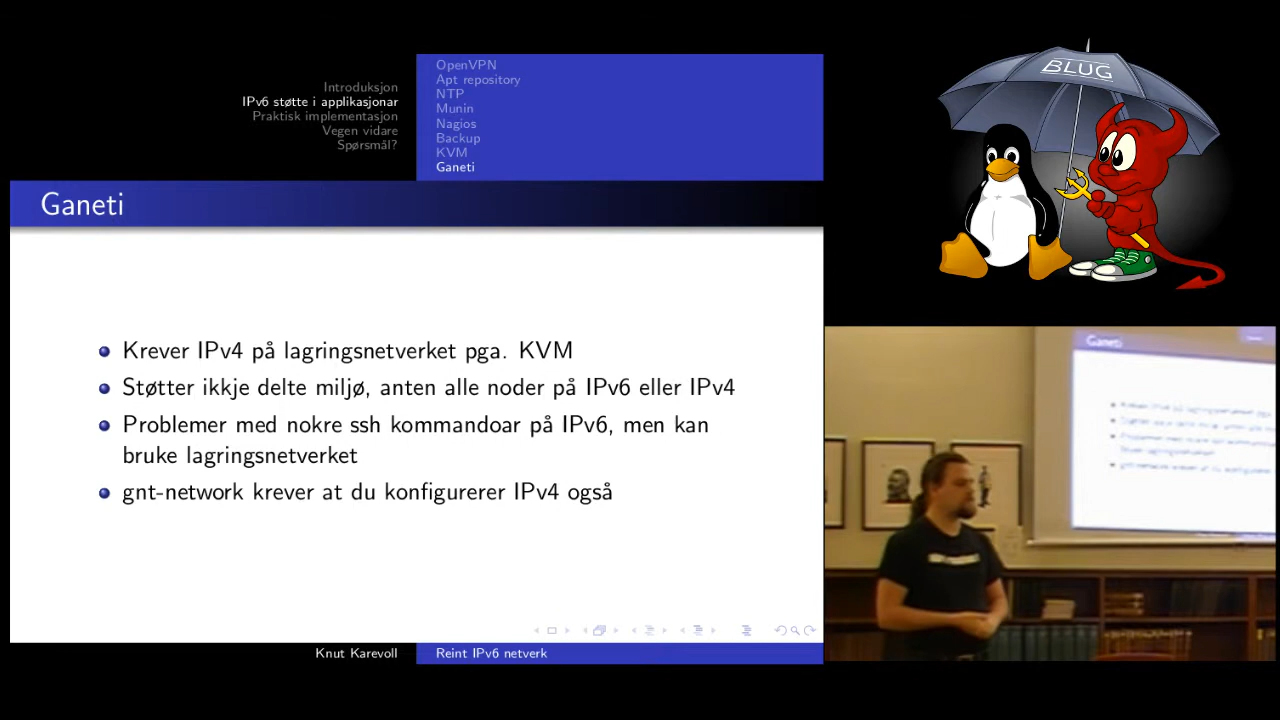 Introduksjon
IPv6 støtte i applikasjonar
Praktisk implementasjon
Vegen vidare
Spørsmål?
OpenVPN
Apt repository
NTP
Munin
Nagios
Backup
KVM
Ganeti
Ganeti
Krever IPv4 på lagringsnetverket pga. KVM
Støtter ikkje delte miljø, anten alle noder på IPv6 eller IPv4
Problemer med nokre ssh kommandoar på IPv6, men kan
bruke lagringsnetverket
gnt-network krever at du konfigurerer IPv4 også
Knut Karevoll
Reint IPv6 netverk
BLUG
Ganeti